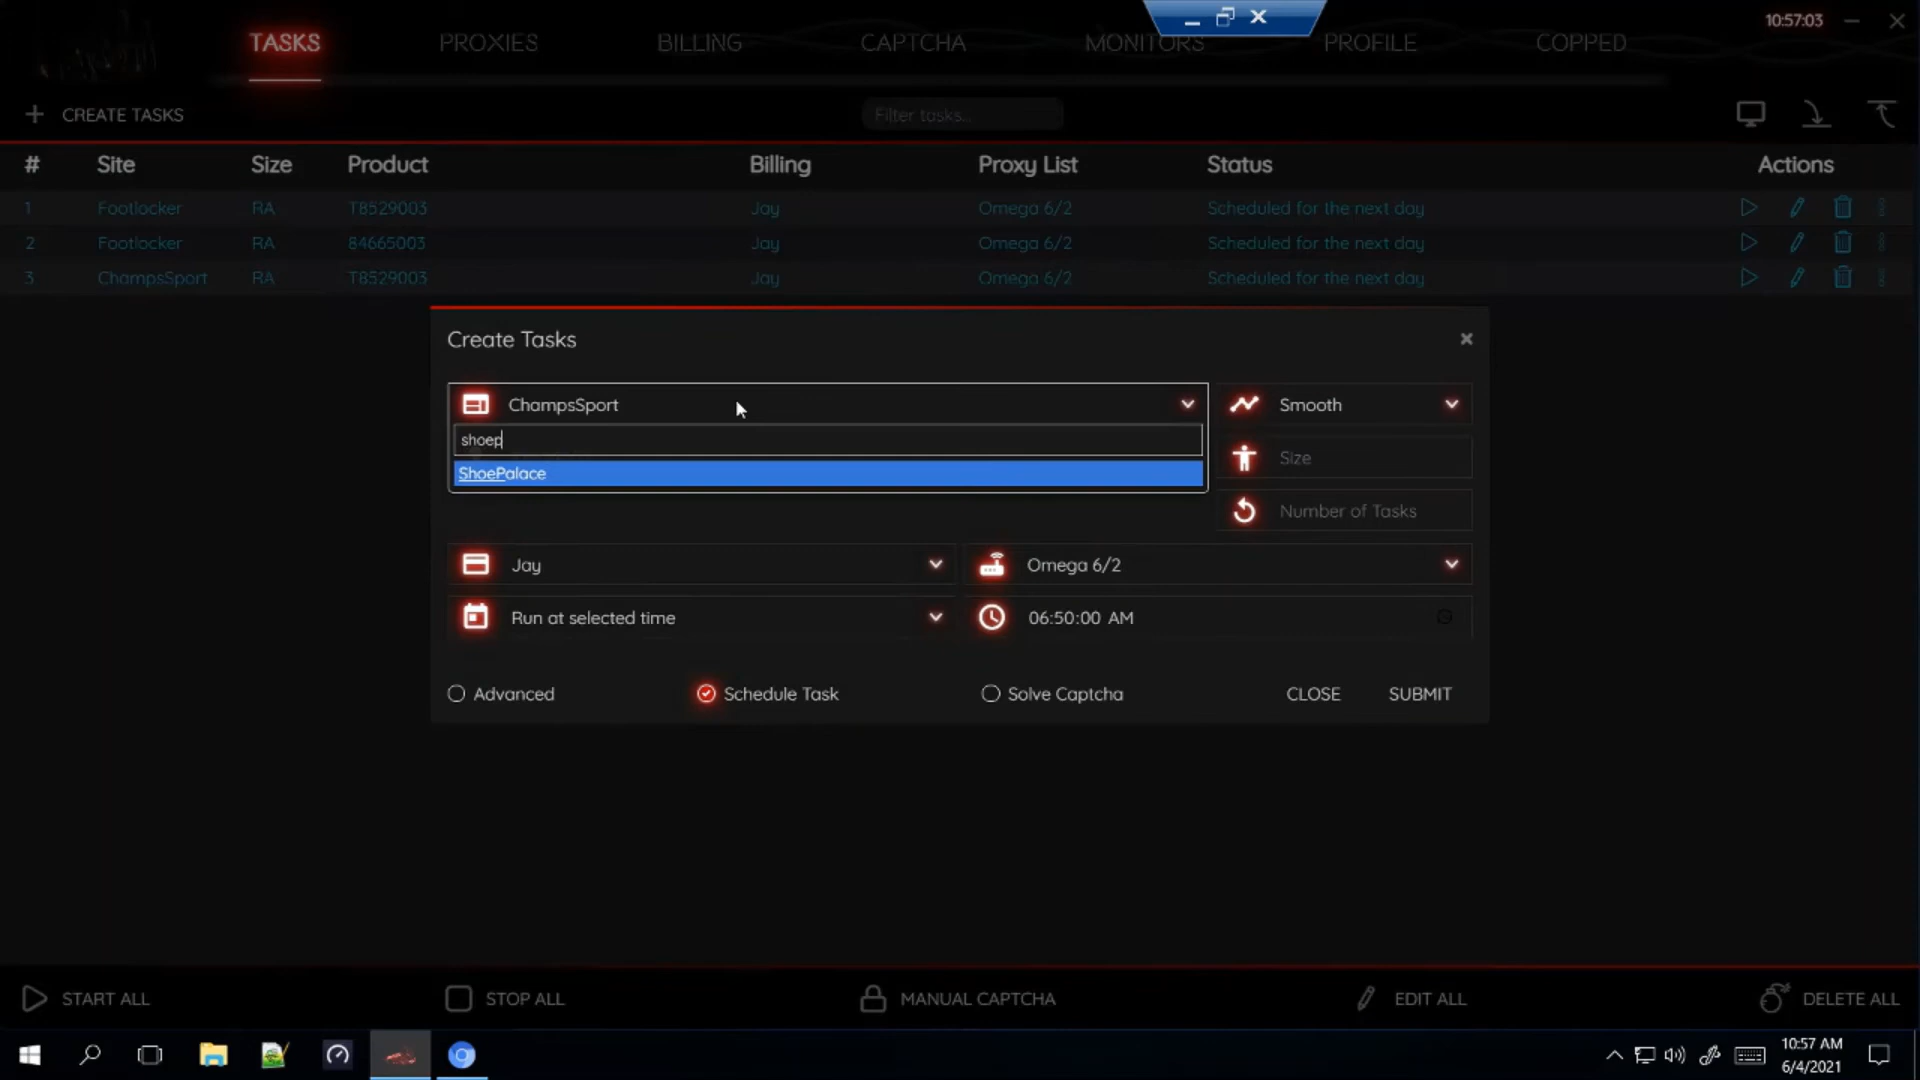 TASKS PROXIES BILLING CAPTCHA MONITORS PROFILE COPPED 10:57:03
CREATE TASKS Filter tasks...
# Site Size Product Billing Proxy List Status Actions
1 Footlocker RA T8529003 Jay Omega 6/2 Scheduled for the next day
2 Footlocker RA 84665003 Jay Omega 6/2 Scheduled for the next day
3 ChampsSport RA T8529003 Jay Omega 6/2 Scheduled for the next day
Create Tasks
ChampsSport Smooth
shoep
Size
ShoePalace
Number of Tasks
Jay Omega 6/2
Run at selected time 06:50:00 AM
Advanced Schedule Task Solve Captcha CLOSE SUBMIT
START ALL STOP ALL MANUAL CAPTCHA EDIT ALL DELETE ALL
10:57 AM
6/4/2021